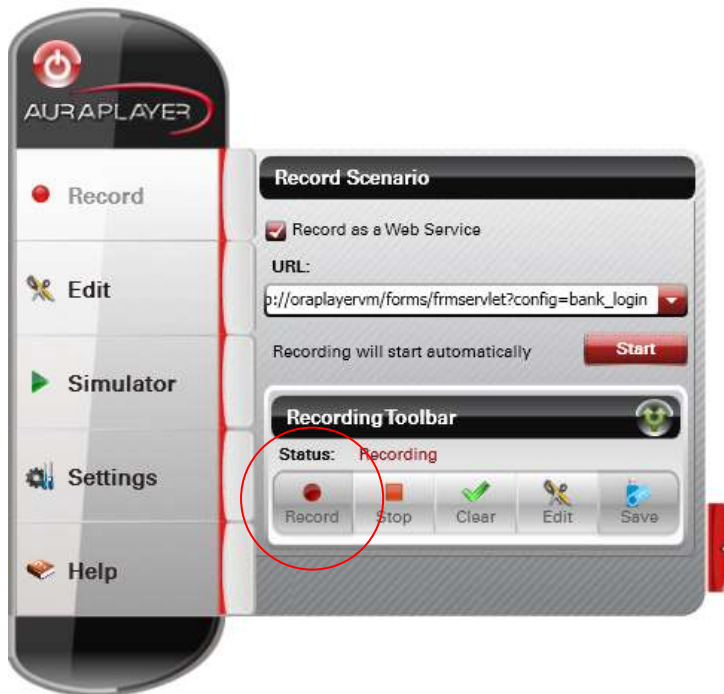 AURAPLAYER
Record
Edit
Simulator
Settings
Help
Record Scenario
Record as a Web Service
URL:
p://oraplayervm/forms/frmservlet?config=bank_login
Recording will start automatically
Start
Recording Toolbar
Status: Recording
Record Stop Clear Edit Save